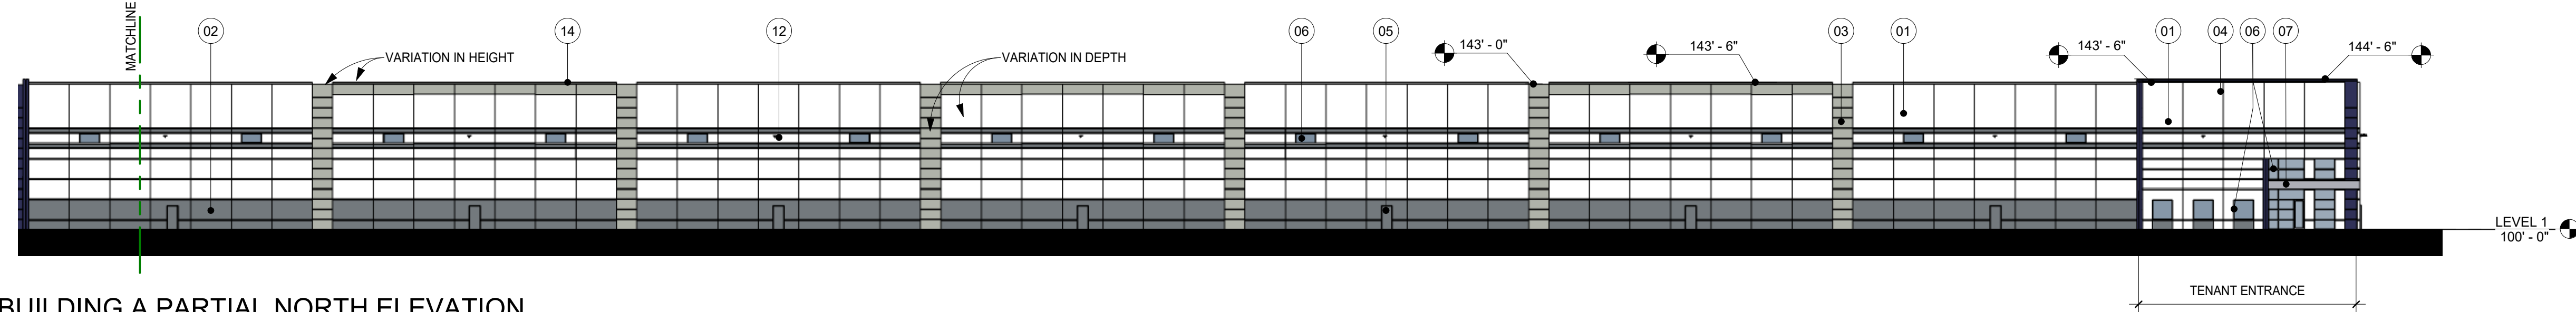 MATCHLINE
02
14
12
06
05
03
01
01
04
06
07
VARIATION IN HEIGHT
VARIATION IN DEPTH
143' - 0"
143' - 6"
143' - 6"
144' - 6"
LEVEL 1
100' - 0"
TENANT ENTRANCE
BUILDING A PARTIAL NORTH ELEVATION